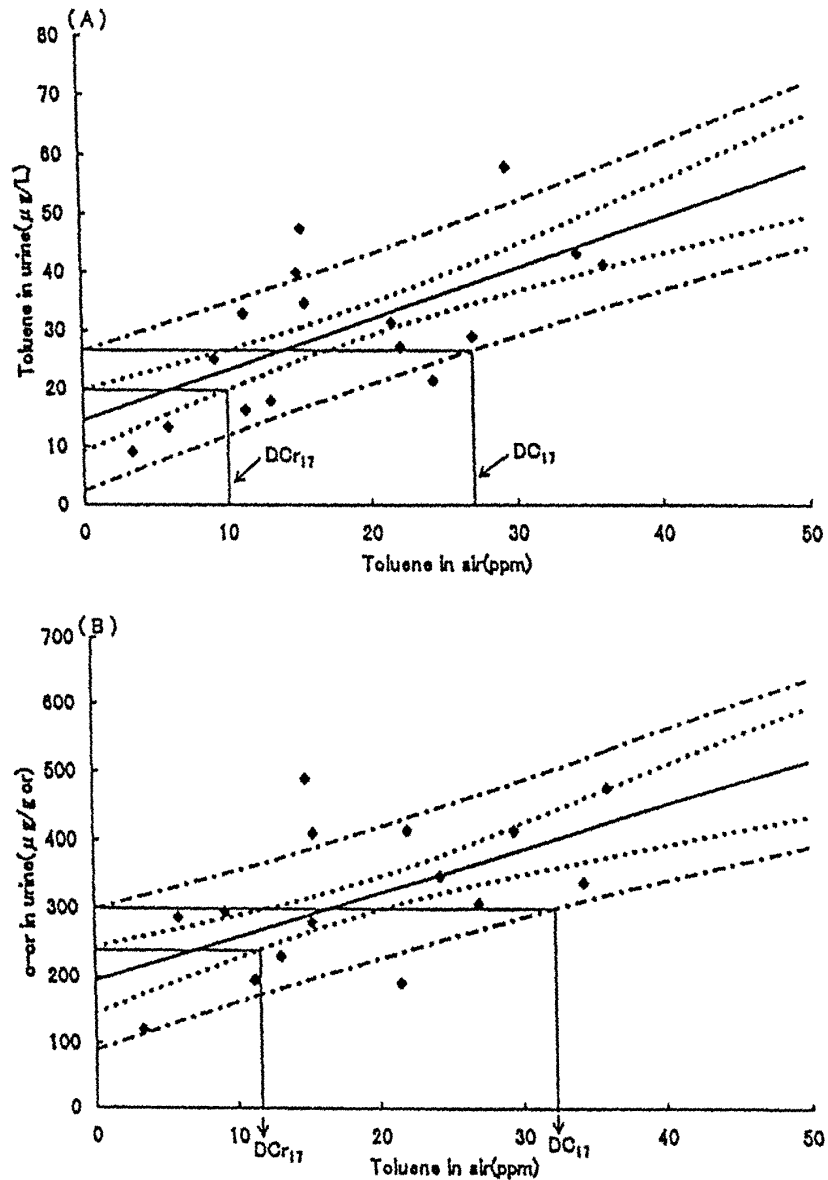 (A)
80
70
60
50
40
30
20
10
0
Toluene in urine(μg/L)
DCr17
DC17
0 10 20 30 40 50
Toluene in air(ppm)
(B)
700
600
500
400
300
200
100
0
o-cr in urine(μg/g cr)
0 10 20 30 40 50
DCr17
DC17
Toluene in air(ppm)